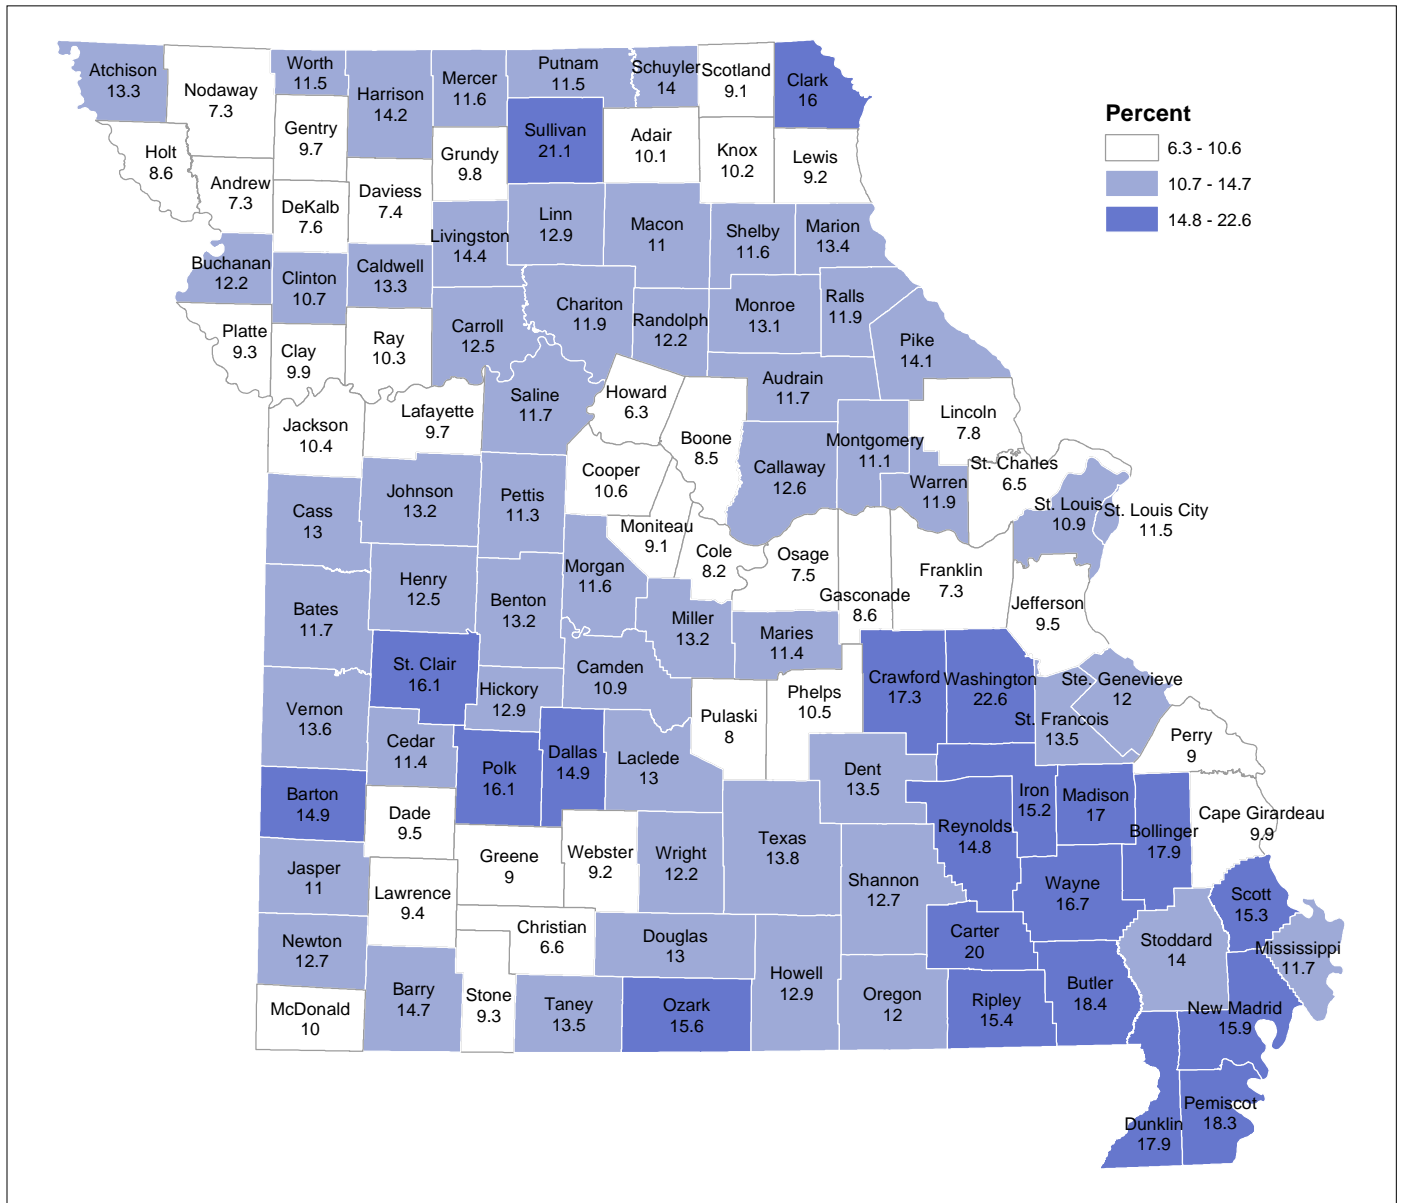 Percent
6.3 - 10.6
10.7 - 14.7
14.8 - 22.6
Atchison
13.3
Nodaway
7.3
Worth
11.5
Harrison
14.2
Mercer
11.6
Putnam
11.5
Schuyler
14
Scotland
9.1
Clark
16
Holt
8.6
Andrew
7.3
Gentry
9.7
DeKalb
7.6
Daviess
7.4
Grundy
9.8
Sullivan
21.1
Adair
10.1
Knox
10.2
Lewis
9.2
Buchanan
12.2
Clinton
10.7
Caldwell
13.3
Livingston
14.4
Linn
12.9
Macon
11
Shelby
11.6
Marion
13.4
Platte
9.3
Clay
9.9
Ray
10.3
Carroll
12.5
Chariton
11.9
Randolph
12.2
Monroe
13.1
Ralls
11.9
Pike
14.1
Jackson
10.4
Lafayette
9.7
Saline
11.7
Howard
6.3
Boone
8.5
Audrain
11.7
Callaway
12.6
Montgomery
11.1
Lincoln
7.8
Warren
11.9
St. Charles
6.5
St. Louis
10.9
St. Louis City
11.5
Cass
13
Johnson
13.2
Pettis
11.3
Cooper
10.6
Moniteau
9.1
Cole
8.2
Osage
7.5
Gasconade
8.6
Franklin
7.3
Jefferson
9.5
Bates
11.7
Henry
12.5
Benton
13.2
Morgan
11.6
Miller
13.2
Maries
11.4
St. Clair
16.1
Hickory
12.9
Camden
10.9
Pulaski
8
Phelps
10.5
Crawford
17.3
Washington
22.6
Ste. Genevieve
12
St. Francois
13.5
Perry
9
Vernon
13.6
Cedar
11.4
Polk
16.1
Dallas
14.9
Laclede
13
Dent
13.5
Iron
15.2
Madison
17
Bollinger
17.9
Cape Girardeau
9.9
Barton
14.9
Dade
9.5
Greene
9
Webster
9.2
Wright
12.2
Texas
13.8
Reynolds
14.8
Shannon
12.7
Wayne
16.7
Scott
15.3
Jasper
11
Lawrence
9.4
Christian
6.6
Douglas
13
Howell
12.9
Carter
20
Stoddard
14
Mississippi
11.7
Newton
12.7
Barry
14.7
Stone
9.3
Taney
13.5
Ozark
15.6
Oregon
12
Ripley
15.4
Butler
18.4
New Madrid
15.9
McDonald
10
Dunklin
17.9
Pemiscot
18.3